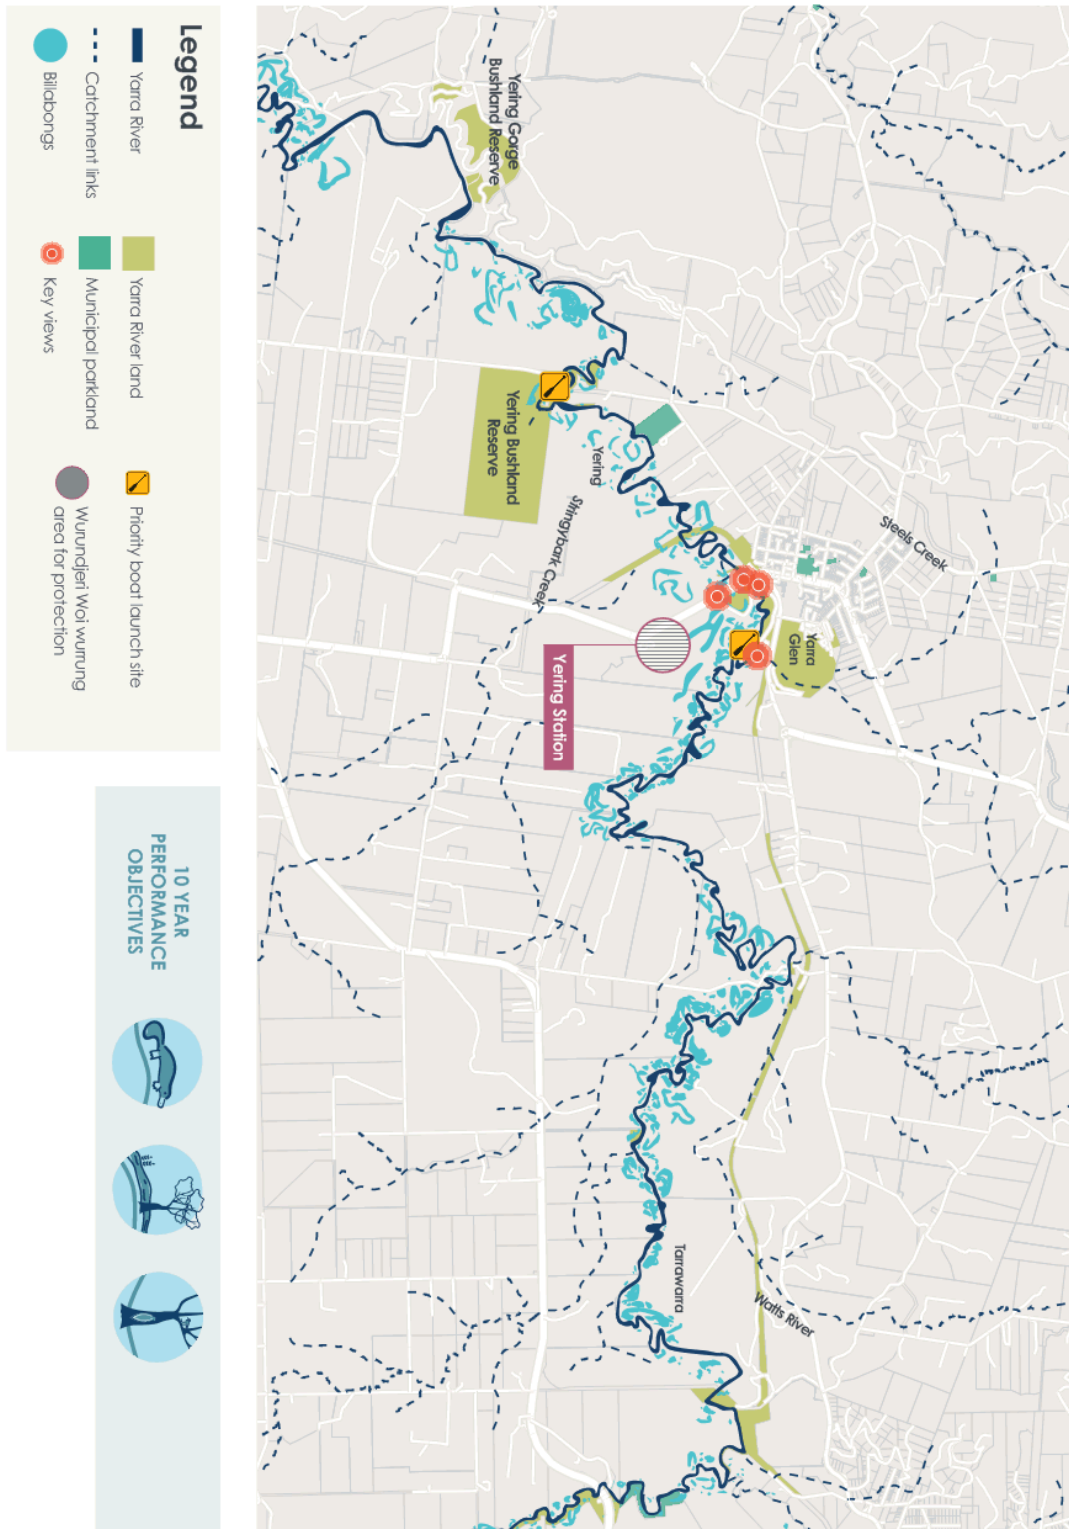 Yering Gorge
Bushland Reserve
Yering Bushland
Reserve
Yering
Stringybark Creek
Steels Creek
Yarra
Glen
Yering Station
Tarrawarra
Watts River
Legend
Yarra River
Catchment links
Billabongs
Yarra River land
Municipal parkland
Key views
Priority boat launch site
Wurundjeri Woi wurrung
area for protection
10 YEAR
PERFORMANCE
OBJECTIVES